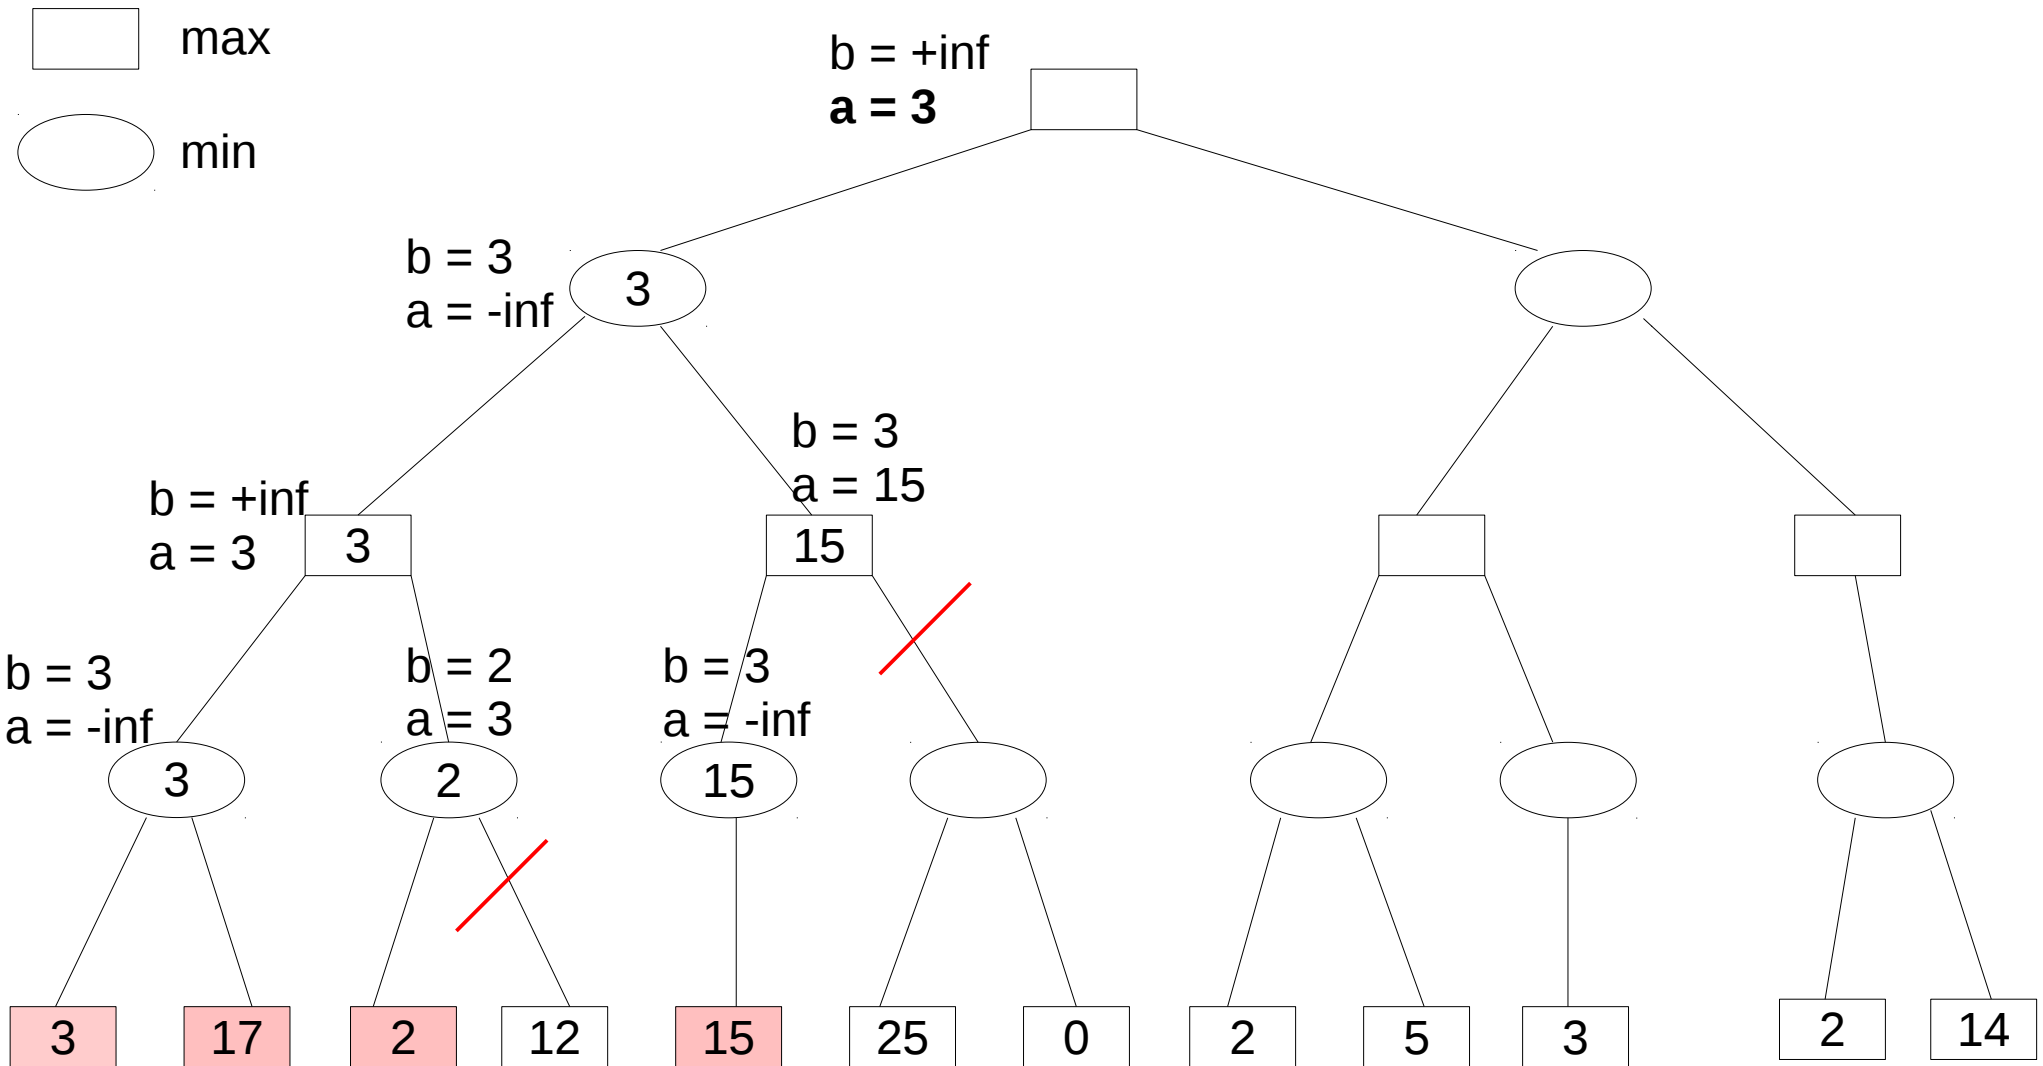 max
b = +inf
a = 3
min
b = 3
a = -inf
3
b = 3
a = 15
b = +inf
a = 3
3
15
b = 3
a = -inf
b = 2
a = 3
b = 3
a = -inf
3
2
15
3
17
2
12
15
25
0
2
5
3
2
14